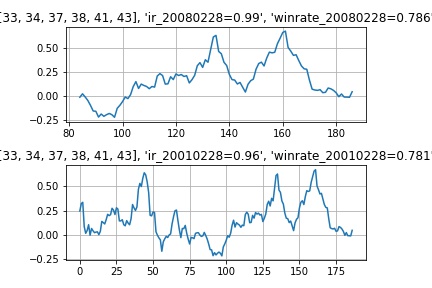 [33, 34, 37, 38, 41, 43], 'ir_20080228=0.99', 'winrate_20080228=0.786'
0.50
0.25
0.00
−0.25
80 100 120 140 160 180
[33, 34, 37, 38, 41, 43], 'ir_20010228=0.96', 'winrate_20010228=0.781'
0.50
0.25
0.00
−0.25
0 25 50 75 100 125 150 175